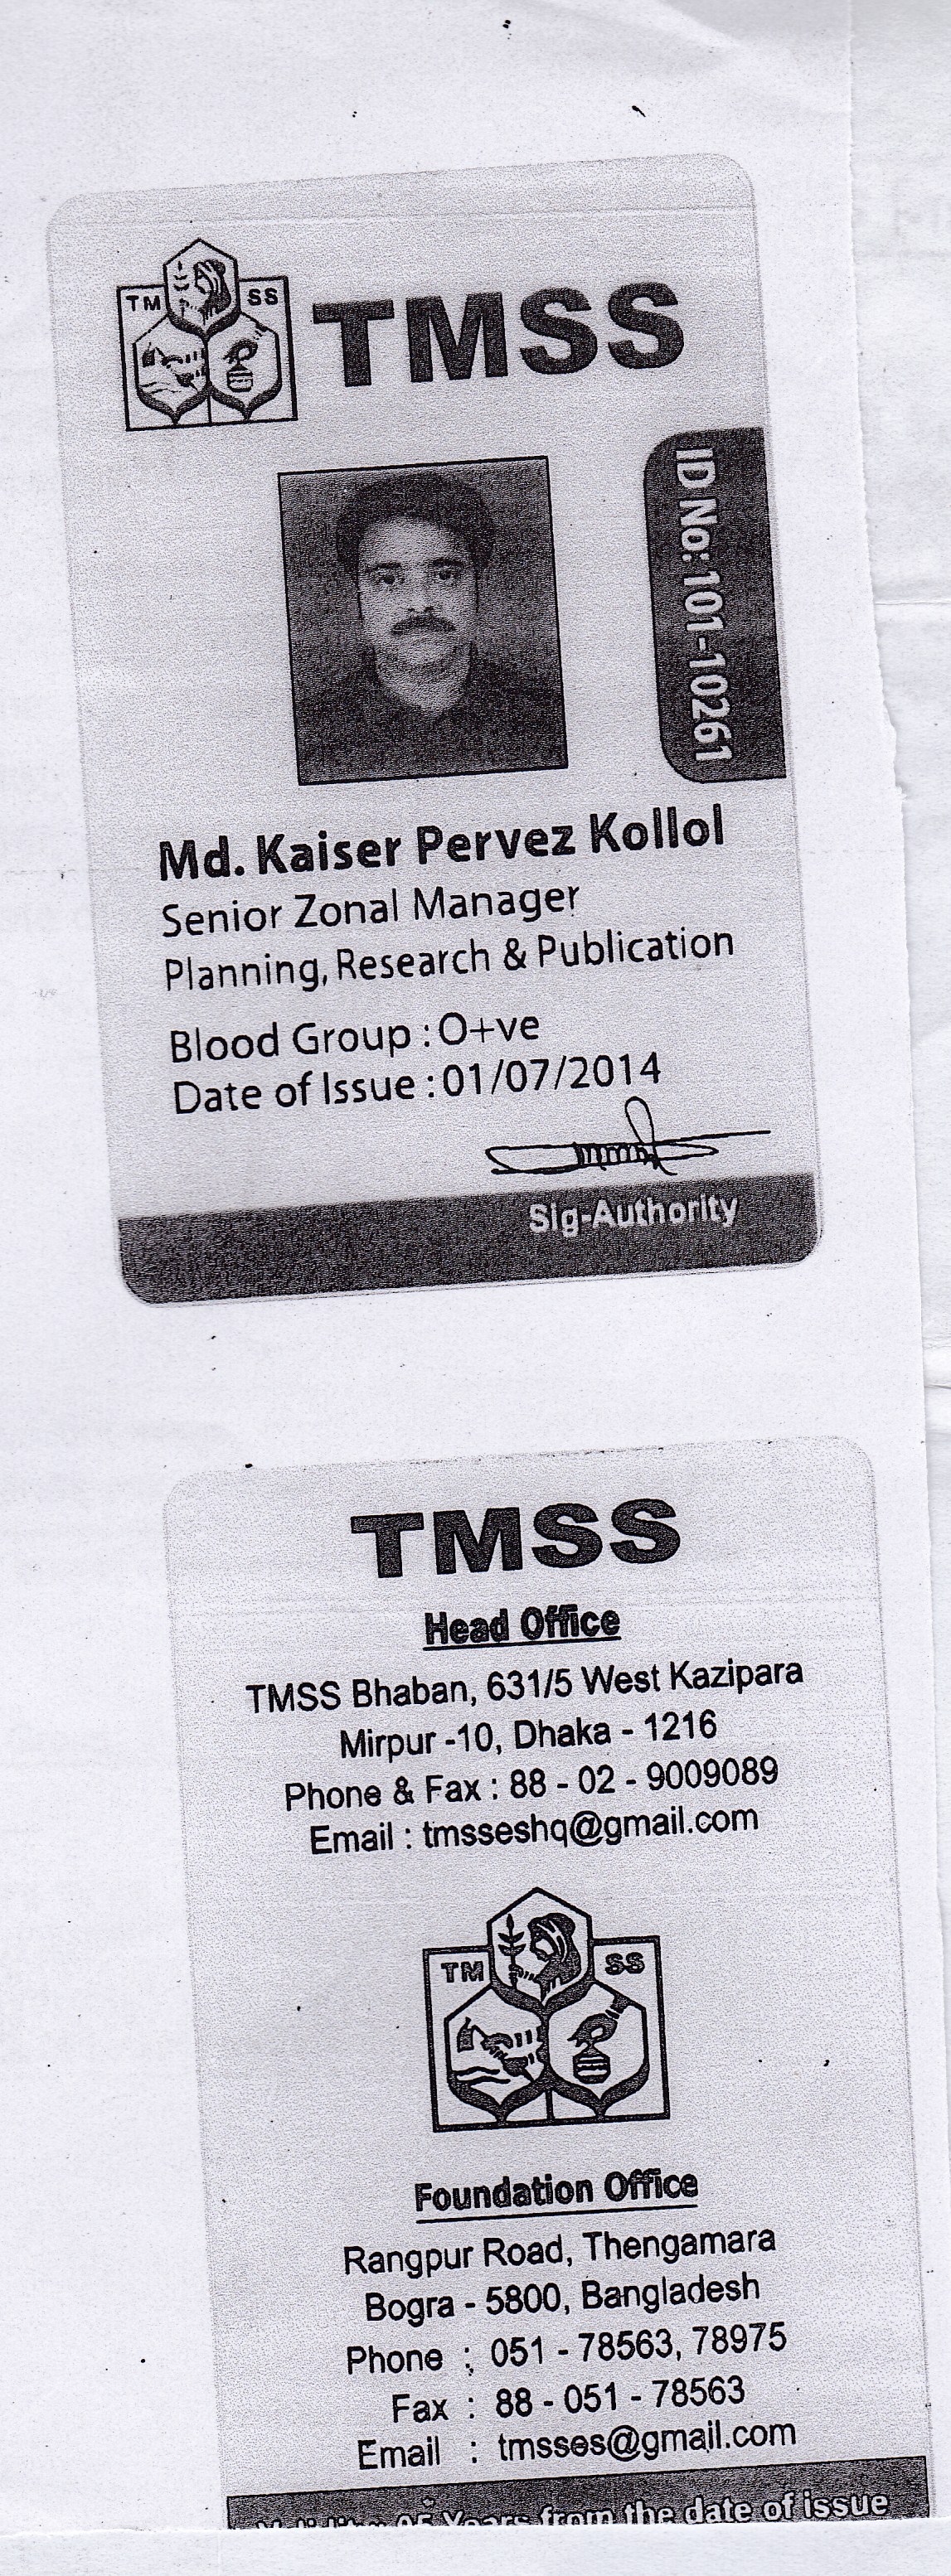 TM SS
TMSS
ID No: 101-10261
Md. Kaiser Pervez Kollol
Senior Zonal Manager
Planning, Research & Publication
Blood Group : O+ve
Date of Issue : 01/07/2014
Sig-Authority
TMSS
Head Office
TMSS Bhaban, 631/5 West Kazipara
Mirpur -10, Dhaka - 1216
Phone & Fax : 88 - 02 - 9009089
Email : tmsseshq@gmail.com
TM SS
Foundation Office
Rangpur Road, Thengamara
Bogra - 5800, Bangladesh
Phone : 051 - 78563, 78975
Fax : 88 - 051 - 78563
Email : tmsses@gmail.com
Validity 05 Years from the date of issue